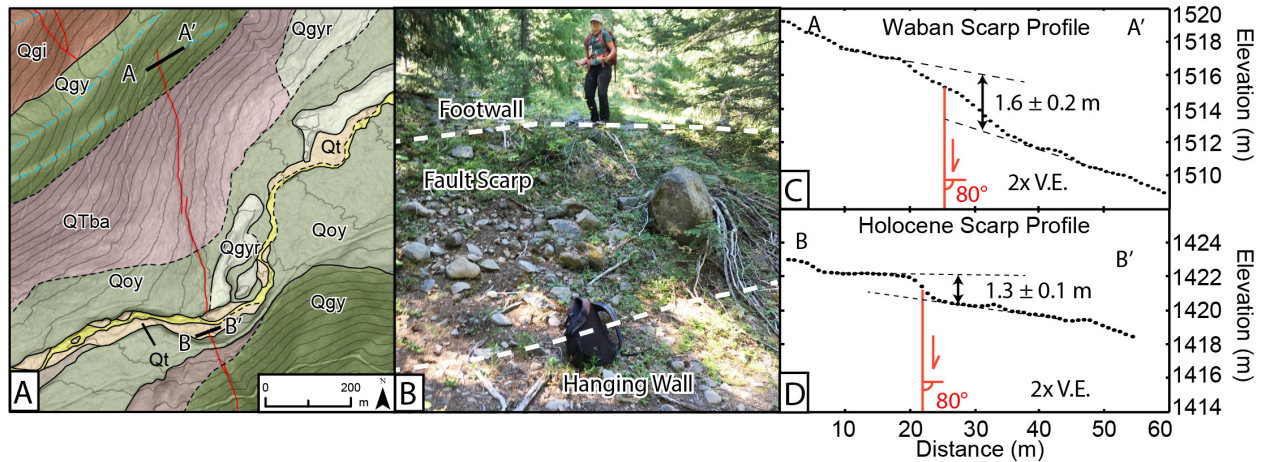 Qgi
Qgy
A
A'
Qgyr
QTba
Qt
Qoy
Qgyr
Qoy
Qgy
B
B'
Qt
0 200
m
N
A
Footwall
Fault Scarp
Hanging Wall
B
A Waban Scarp Profile A'
1.6 ± 0.2 m
80°
2x V.E.
C
1520
1518
1516
1514
1512
1510
Elevation (m)
Holocene Scarp Profile
B
B'
1.3 ± 0.1 m
80°
2x V.E.
D
1424
1422
1420
1418
1416
1414
Elevation (m)
10 20 30 40 50 60
Distance (m)